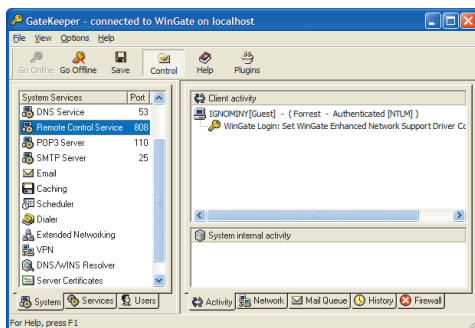 GateKeeper - connected to WinGate on localhost
File View Options Help
Go Online Go Offline Save Control Help Plugins
System Services Port
DNS Service 53
Remote Control Service 808
POP3 Server 110
SMTP Server 25
Email
Caching
Scheduler
Dialer
Extended Networking
VPN
DNS/WINS Resolver
Server Certificates
System Services Users
Client activity
IGNOMINY[Guest] - ( Forrest - Authenticated [NTLM] )
WinGate Login: Set WinGate Enhanced Network Support Driver Cc
System internal activity
Activity Network Mail Queue History Firewall
For Help, press F1